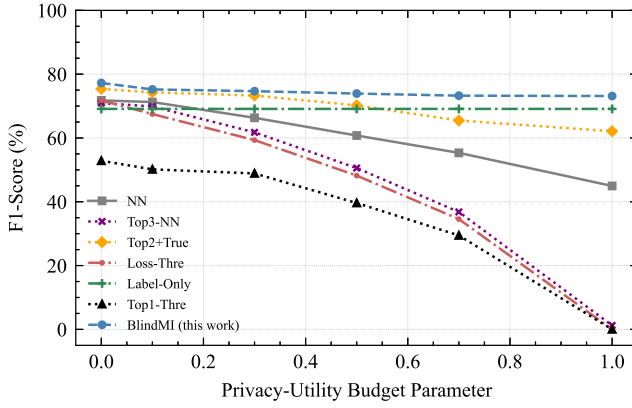 100
80
60
40
20
0
F1-Score (%)
NN
Top3-NN
Top2+True
Loss-Thre
Label-Only
Top1-Thre
BlindMI (this work)
0.0 0.2 0.4 0.6 0.8 1.0
Privacy-Utility Budget Parameter